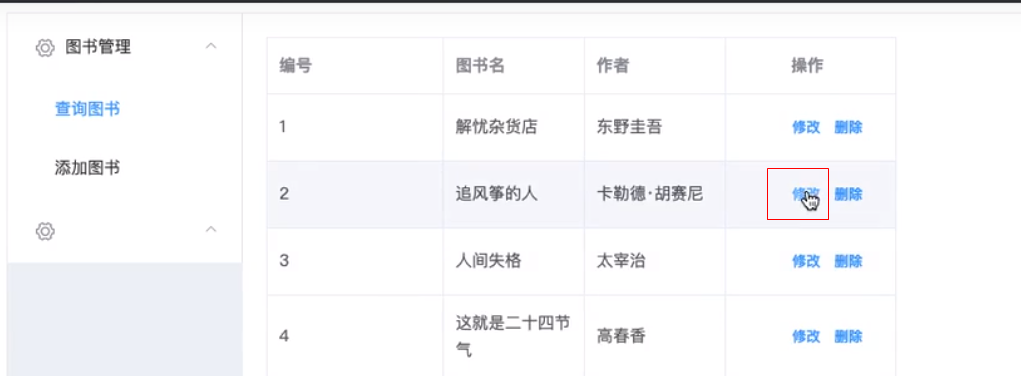 图书管理
查询图书
添加图书
编号 图书名 作者 操作
1 解忧杂货店 东野圭吾 修改 删除
2 追风筝的人 卡勒德·胡赛尼 修改 删除
3 人间失格 太宰治 修改 删除
4 这就是二十四节 高春香 修改 删除
气